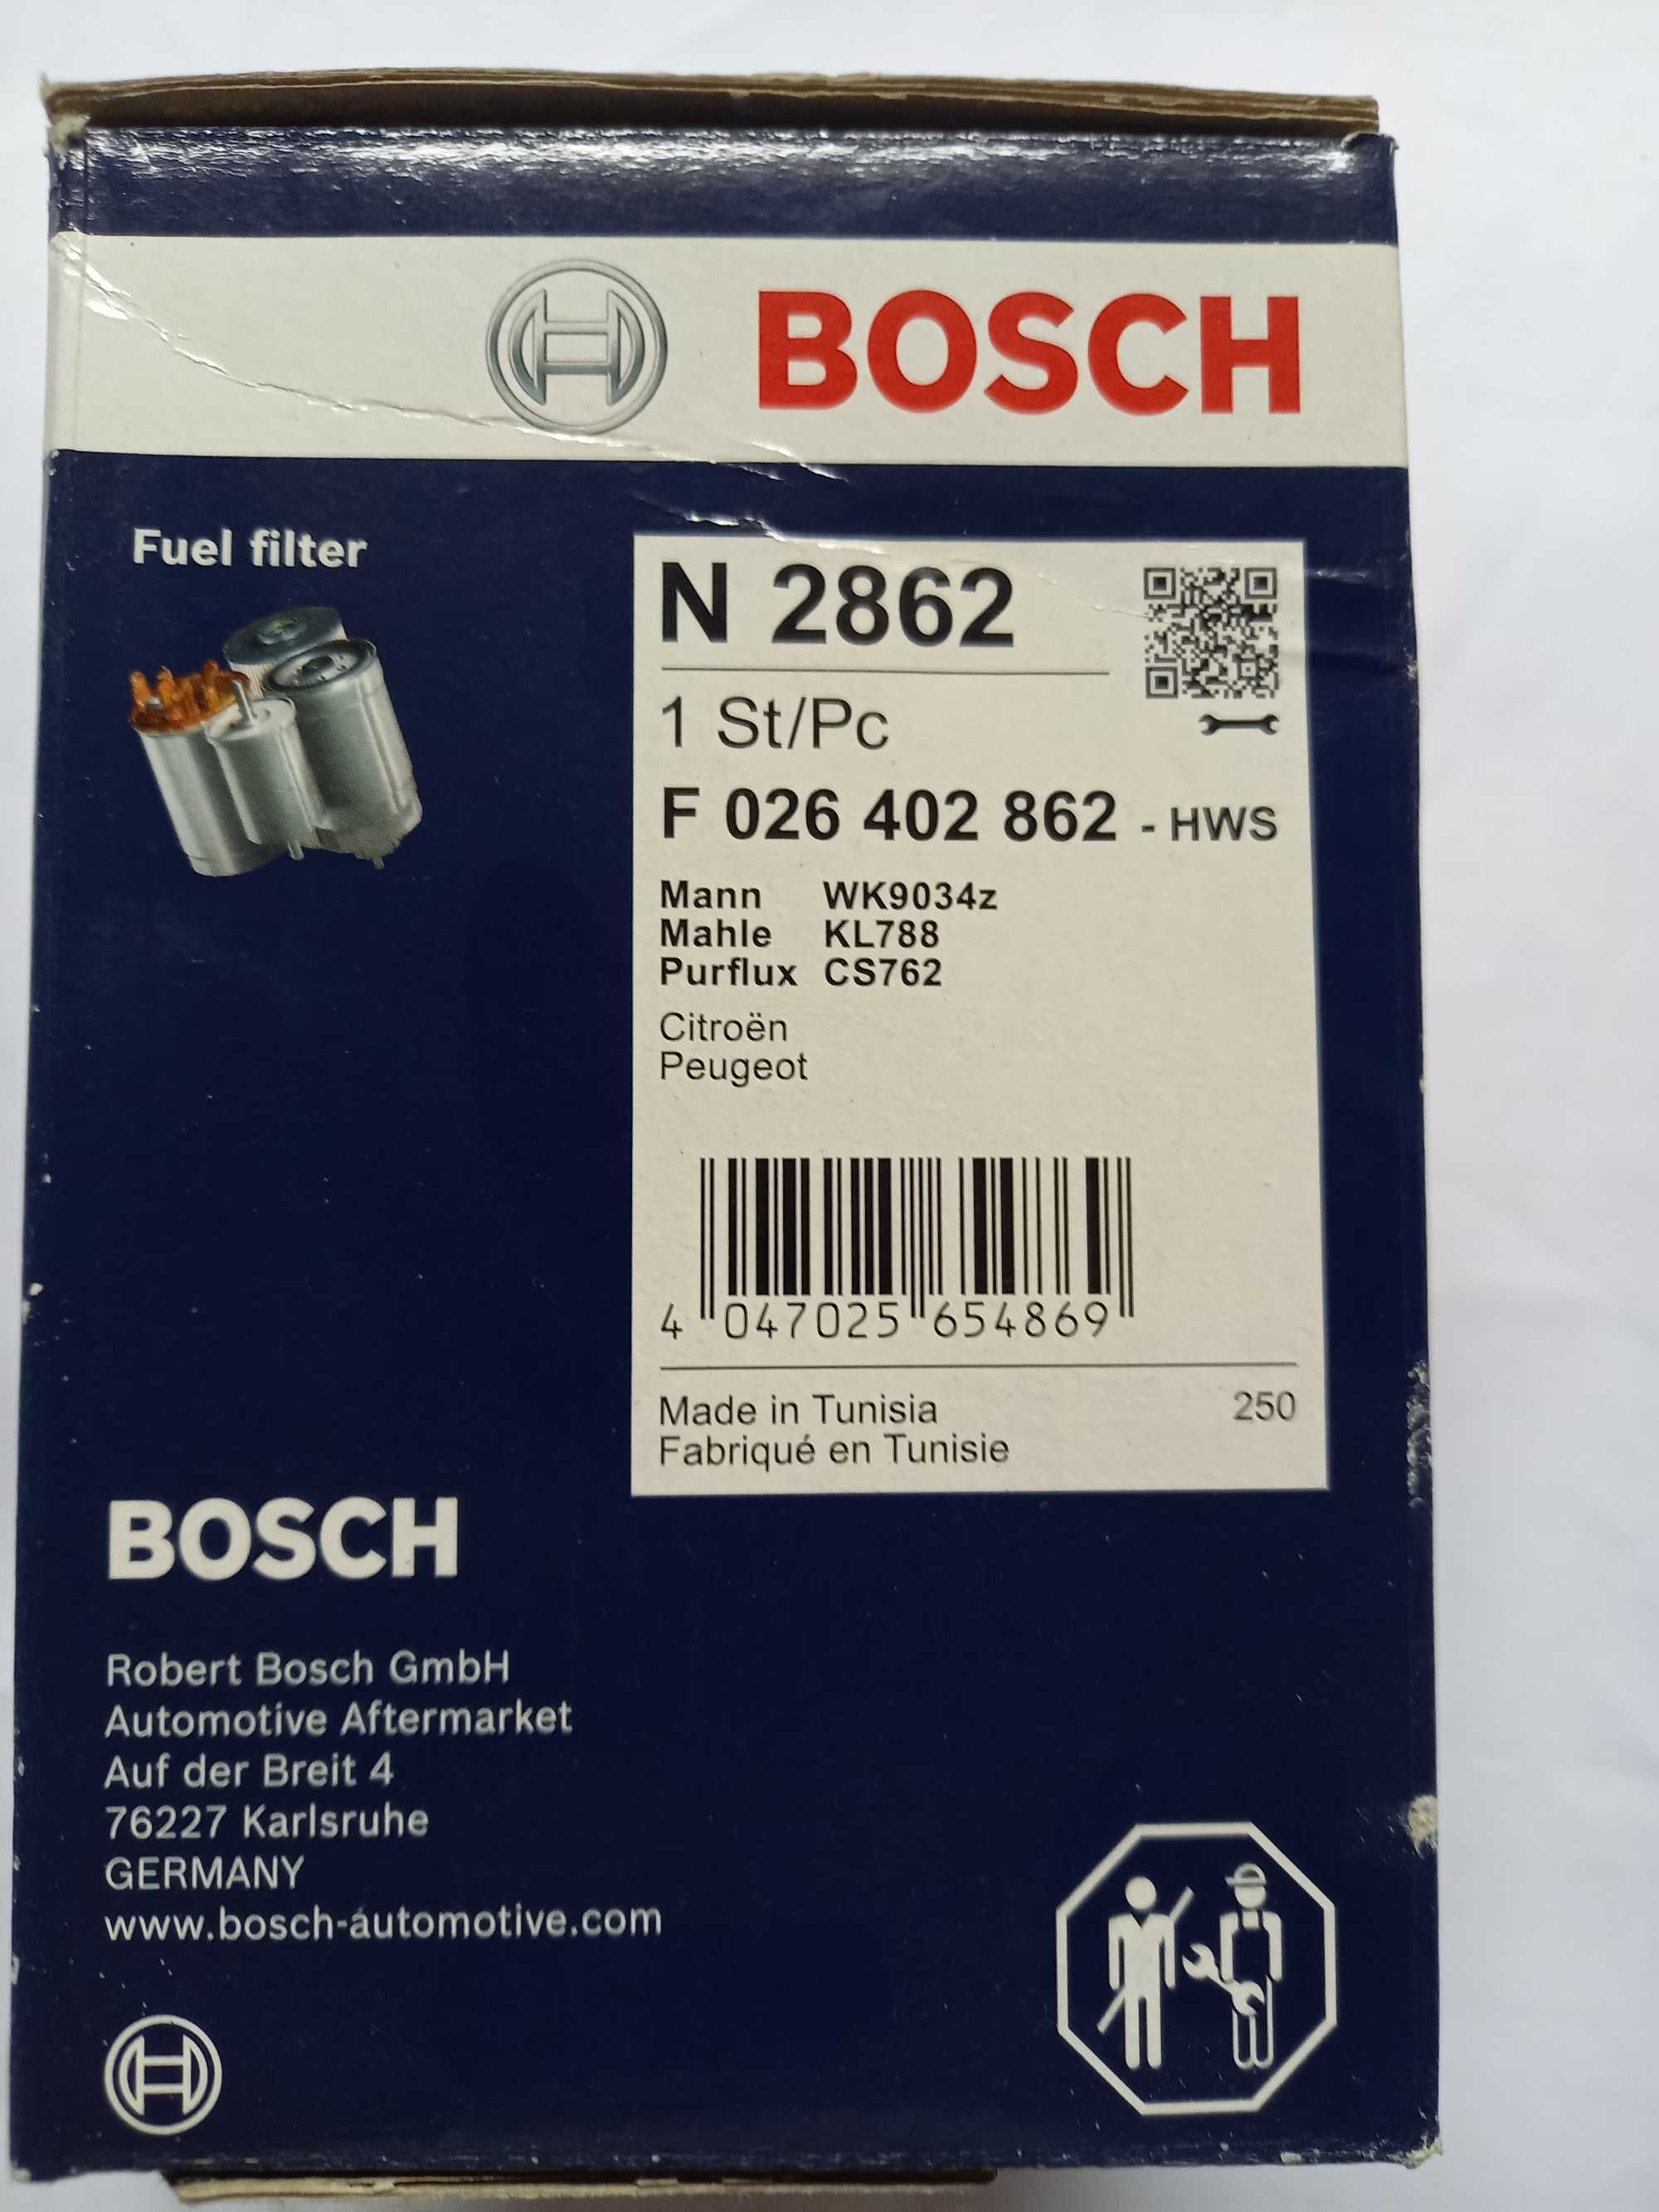 BOSCH
Fuel filter
N 2862
1 St/Pc
F 026 402 862 - HWS
Mann WK9034z
Mahle KL788
Purflux CS762
Citroën
Peugeot
4 047025 654869
Made in Tunisia 250
Fabriqué en Tunisie
BOSCH
Robert Bosch GmbH
Automotive Aftermarket
Auf der Breit 4
76227 Karlsruhe
GERMANY
www.bosch-automotive.com